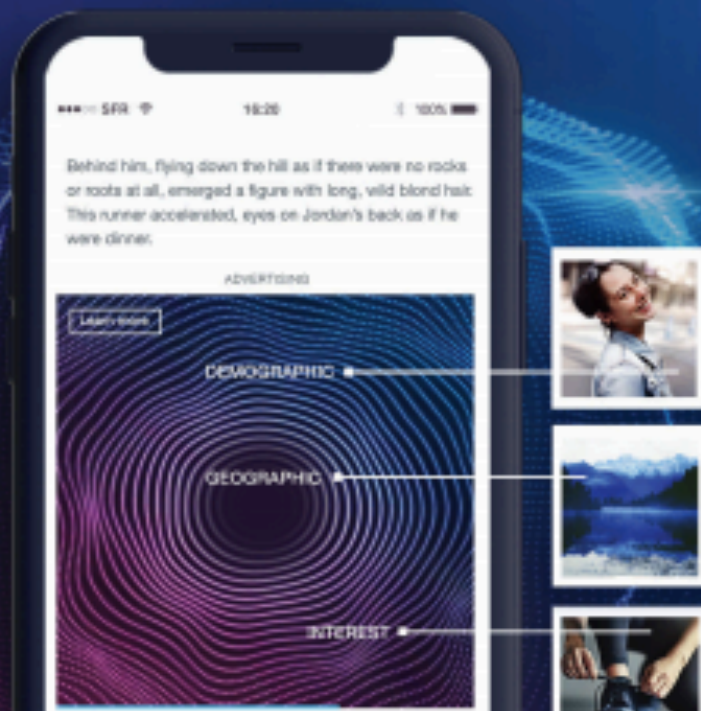 SFR 16:20 100%
Behind him, flying down the hill as if there were no rocks
or roots at all, emerged a figure with long, wild blond hair.
This runner accelerated, eyes on Jordan's back as if he
were dinner.
ADVERTISING
Learn more
DEMOGRAPHIC
GEOGRAPHIC
INTEREST